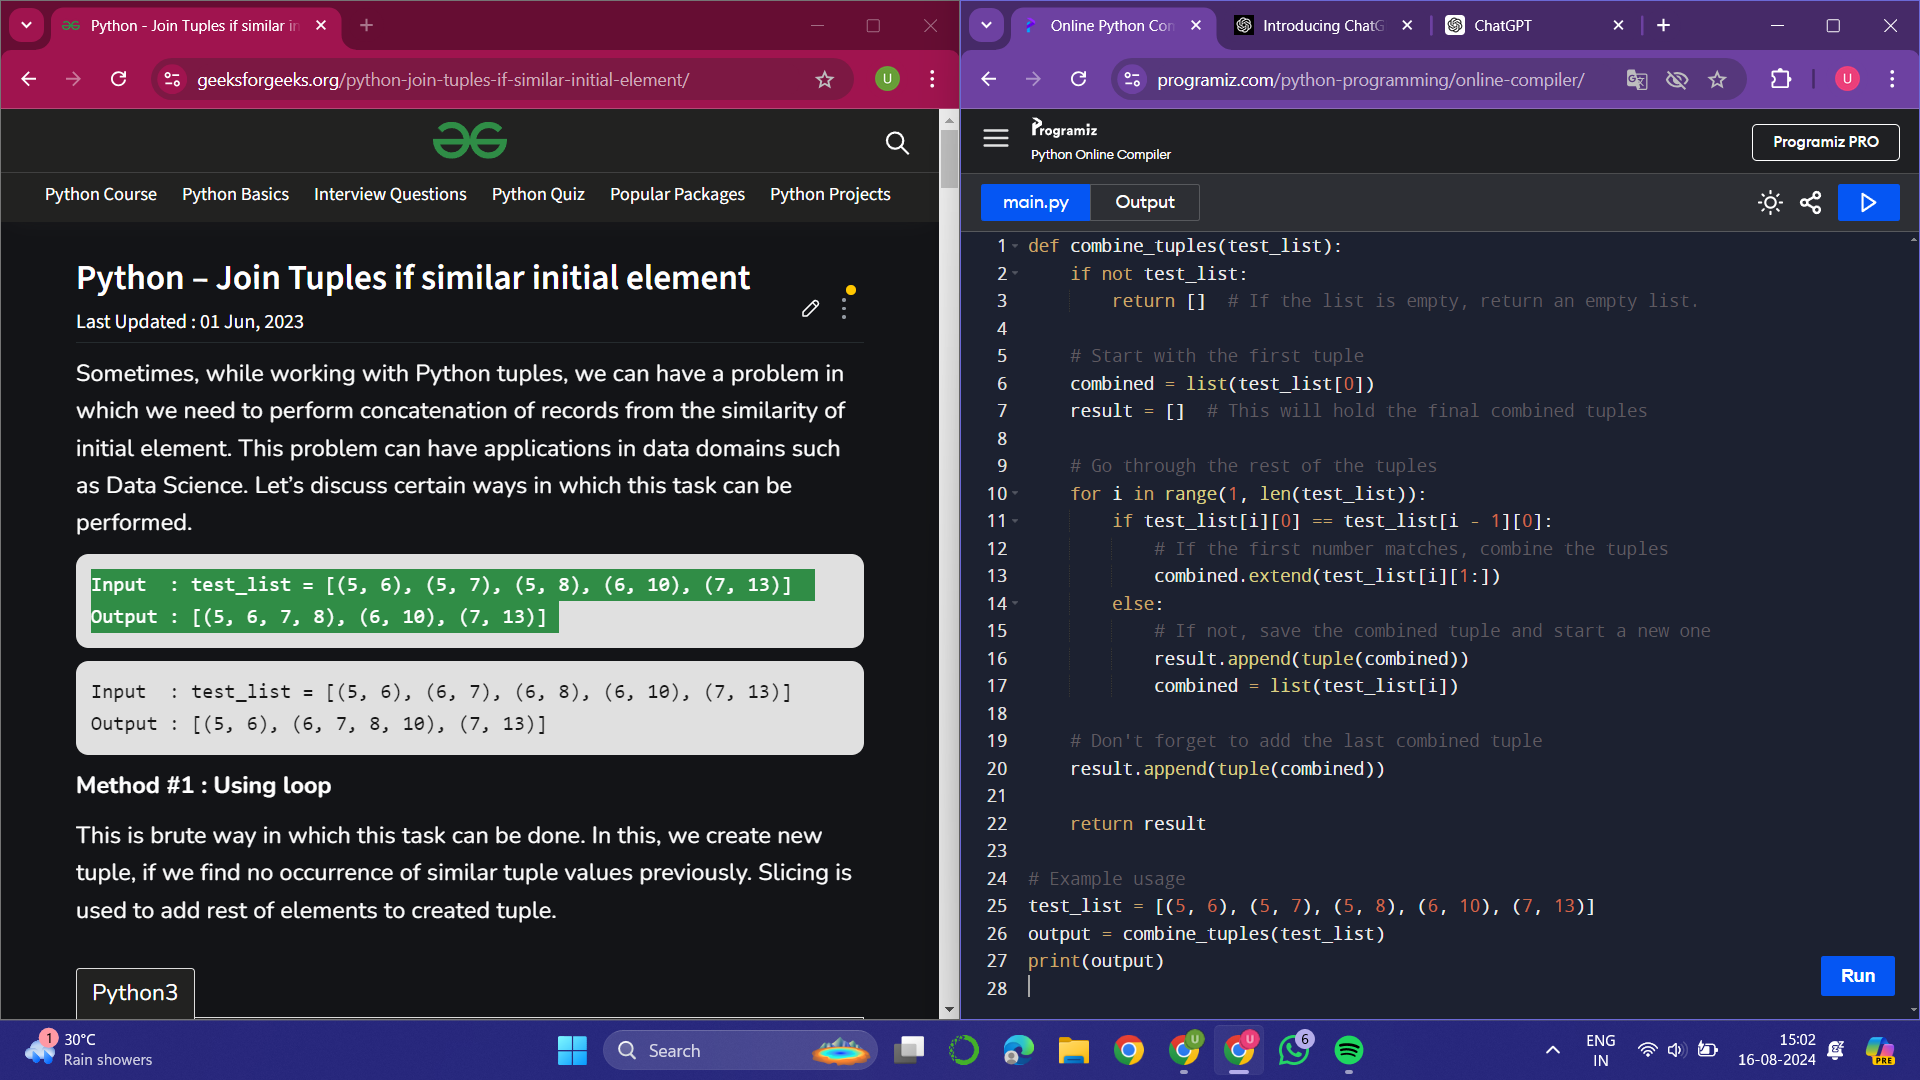 Python - Join Tuples if similar in
geeksforgeeks.org/python-join-tuples-if-similar-initial-element/
U
Python Course Python Basics Interview Questions Python Quiz Popular Packages Python Projects
Python – Join Tuples if similar initial element
Last Updated : 01 Jun, 2023
Sometimes, while working with Python tuples, we can have a problem in
which we need to perform concatenation of records from the similarity of
initial element. This problem can have applications in data domains such
as Data Science. Let's discuss certain ways in which this task can be
performed.
Input : test_list = [(5, 6), (5, 7), (5, 8), (6, 10), (7, 13)]
Output : [(5, 6, 7, 8), (6, 10), (7, 13)]
Input : test_list = [(5, 6), (6, 7), (6, 8), (6, 10), (7, 13)]
Output : [(5, 6), (6, 7, 8, 10), (7, 13)]
Method #1 : Using loop
This is brute way in which this task can be done. In this, we create new
tuple, if we find no occurrence of similar tuple values previously. Slicing is
used to add rest of elements to created tuple.
Python3
Online Python Con Introducing ChatG ChatGPT
programiz.com/python-programming/online-compiler/
U
Programiz
Python Online Compiler
Programiz PRO
main.py Output
1 def combine_tuples(test_list):
2     if not test_list:
3         return []  # If the list is empty, return an empty list.
4
5     # Start with the first tuple
6     combined = list(test_list[0])
7     result = []  # This will hold the final combined tuples
8
9     # Go through the rest of the tuples
10     for i in range(1, len(test_list)):
11         if test_list[i][0] == test_list[i - 1][0]:
12             # If the first number matches, combine the tuples
13             combined.extend(test_list[i][1:])
14         else:
15             # If not, save the combined tuple and start a new one
16             result.append(tuple(combined))
17             combined = list(test_list[i])
18
19     # Don't forget to add the last combined tuple
20     result.append(tuple(combined))
21
22     return result
23
24 # Example usage
25 test_list = [(5, 6), (5, 7), (5, 8), (6, 10), (7, 13)]
26 output = combine_tuples(test_list)
27 print(output)
28
Run
1
30°C
Rain showers
Search
U
U
6
ENG
IN
15:02
16-08-2024
PRE